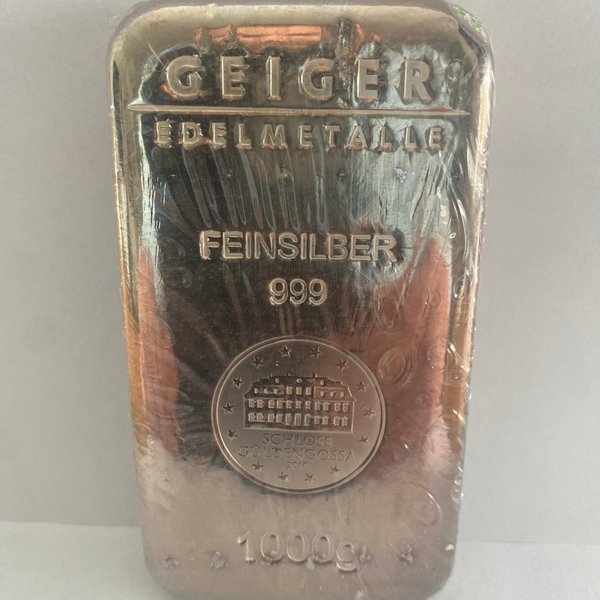 GEIGER
EDELMETALLE
FEINSILBER
999
SCHLOSS
GÜLDENGOSSA
1000g